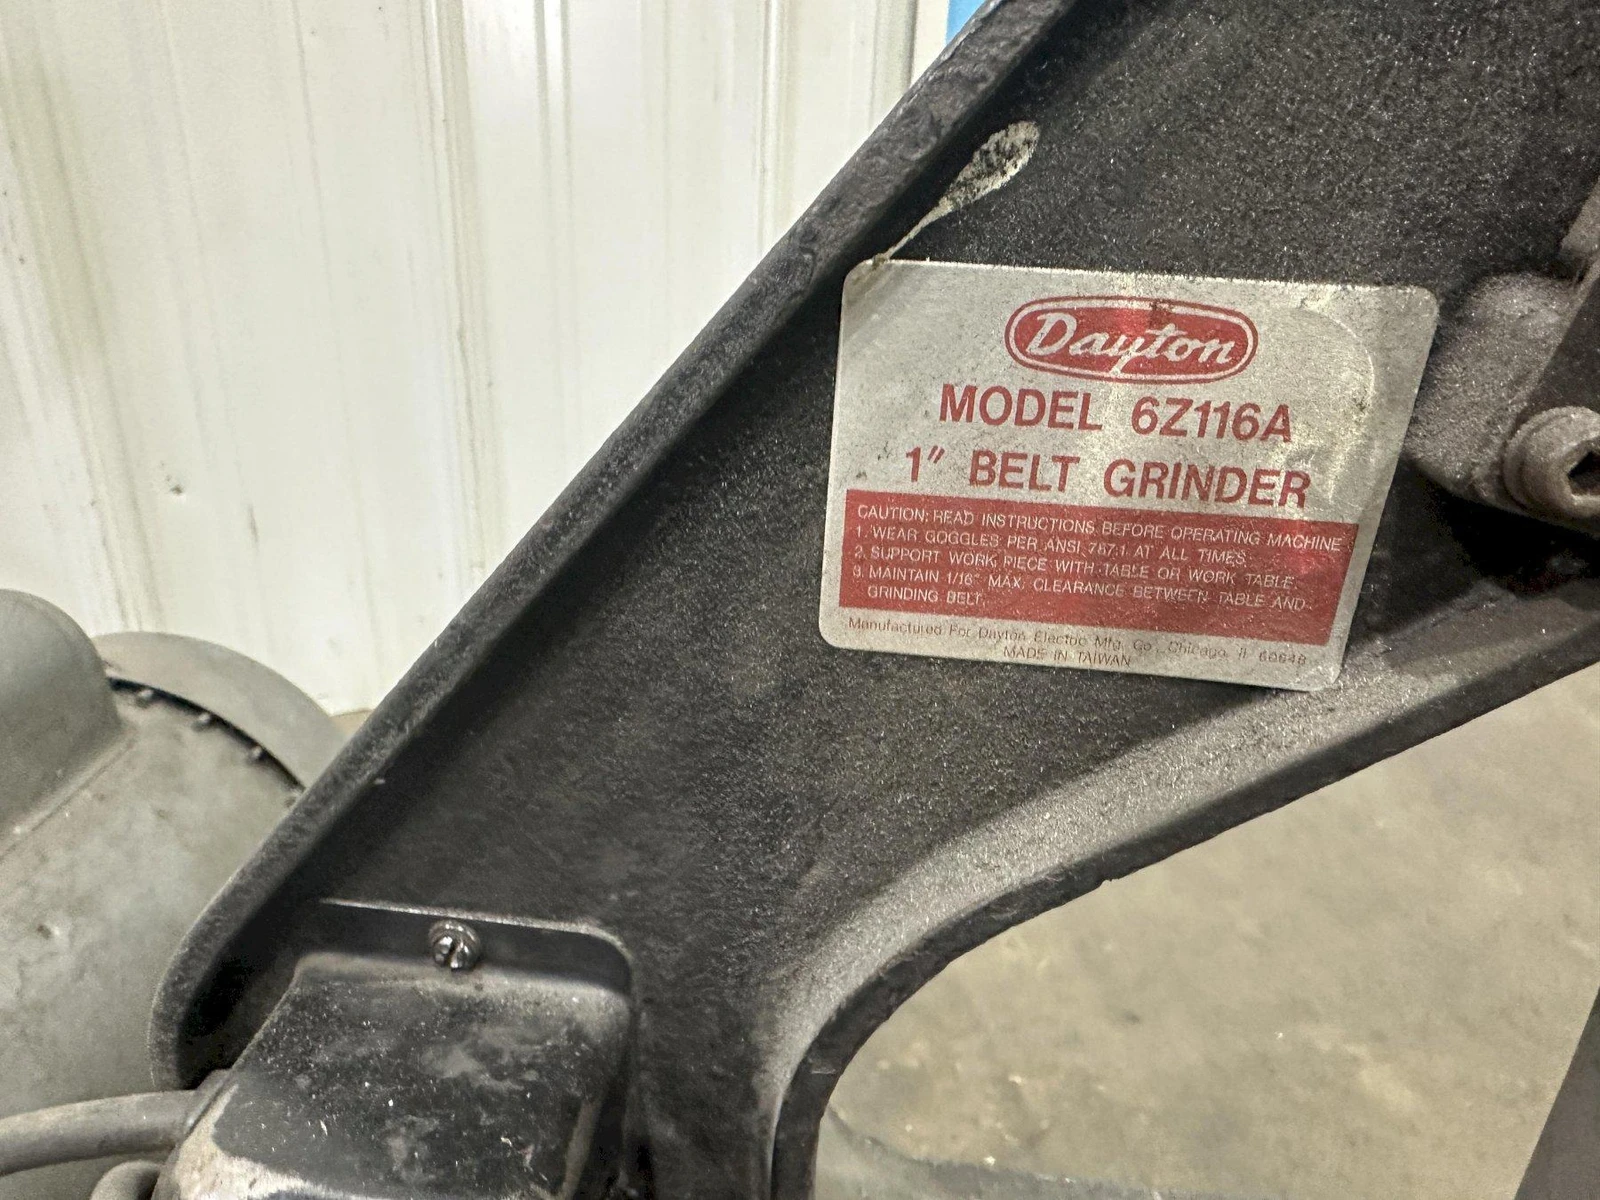 Dayton
MODEL 6Z116A
1" BELT GRINDER
CAUTION: READ INSTRUCTIONS BEFORE OPERATING MACHINE
1. WEAR GOGGLES PER ANSI Z87.1 AT ALL TIMES.
2. SUPPORT WORK PIECE WITH TABLE OR WORK TABLE.
3. MAINTAIN 1/16" MAX. CLEARANCE BETWEEN TABLE AND
GRINDING BELT.
Manufactured For Dayton Electric Mfg. Co., Chicago, Il 60648
MADE IN TAIWAN